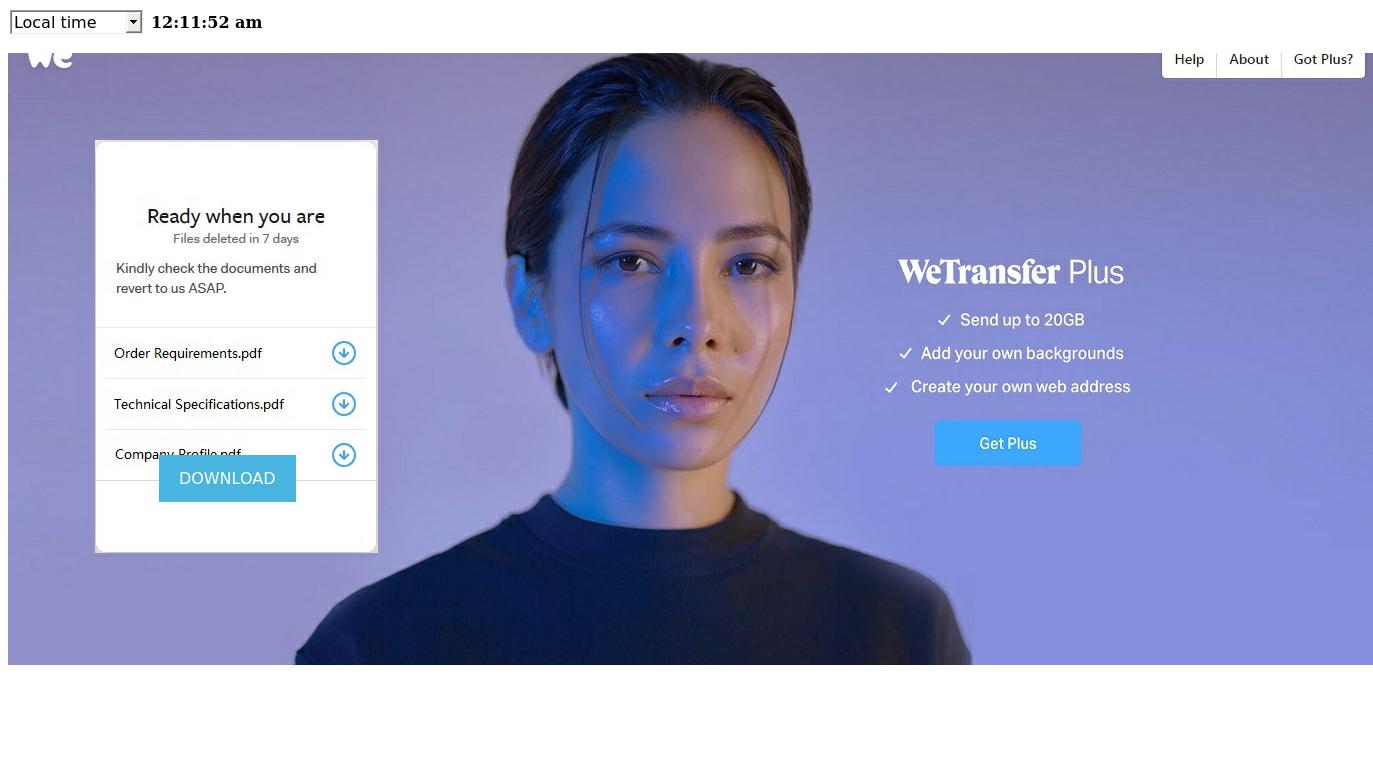 Local time 12:11:52 am
We
Help About Got Plus?
Ready when you are
Files deleted in 7 days
Kindly check the documents and
revert to us ASAP.
Order Requirements.pdf
Technical Specifications.pdf
Company Profile.pdf
DOWNLOAD
WeTransfer Plus
Send up to 20GB
Add your own backgrounds
Create your own web address
Get Plus